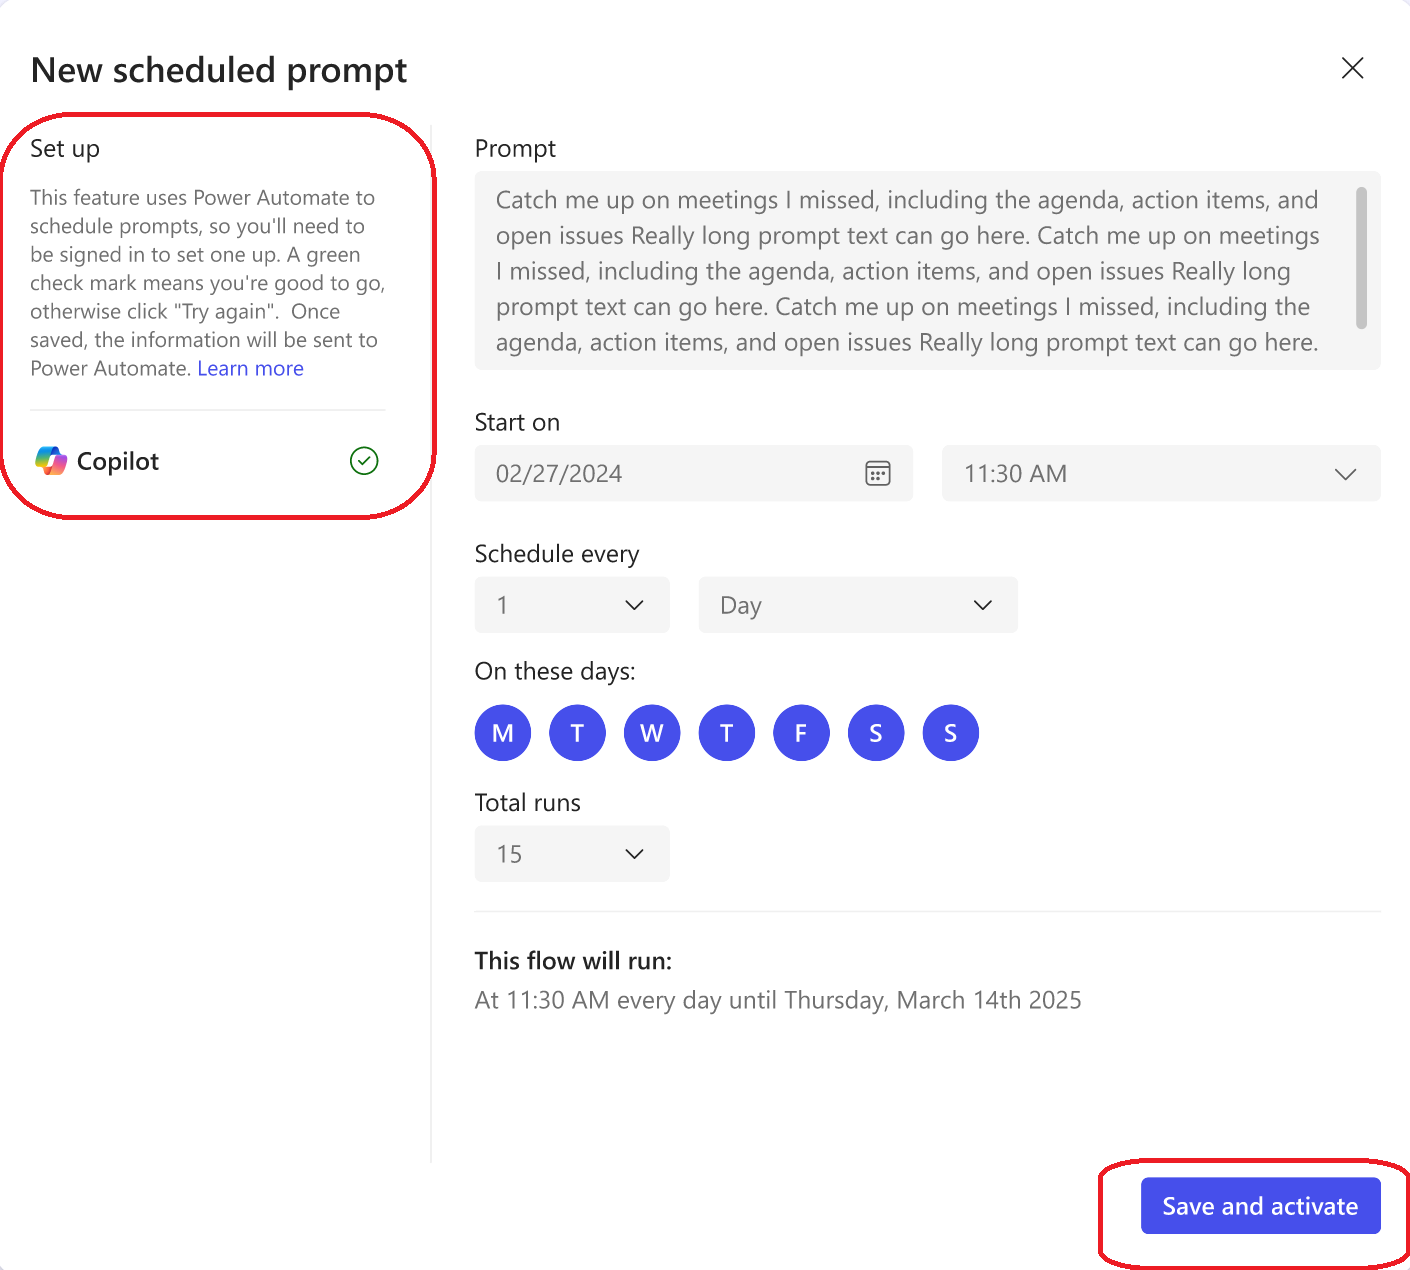 New scheduled prompt
Set up
This feature uses Power Automate to
schedule prompts, so you'll need to
be signed in to set one up. A green
check mark means you're good to go,
otherwise click "Try again".  Once
saved, the information will be sent to
Power Automate. Learn more
Copilot
Prompt
Catch me up on meetings I missed, including the agenda, action items, and
open issues Really long prompt text can go here. Catch me up on meetings
I missed, including the agenda, action items, and open issues Really long
prompt text can go here. Catch me up on meetings I missed, including the
agenda, action items, and open issues Really long prompt text can go here.
Start on
02/27/2024
11:30 AM
Schedule every
1
Day
On these days:
M T W T F S S
Total runs
15
This flow will run:
At 11:30 AM every day until Thursday, March 14th 2025
Save and activate